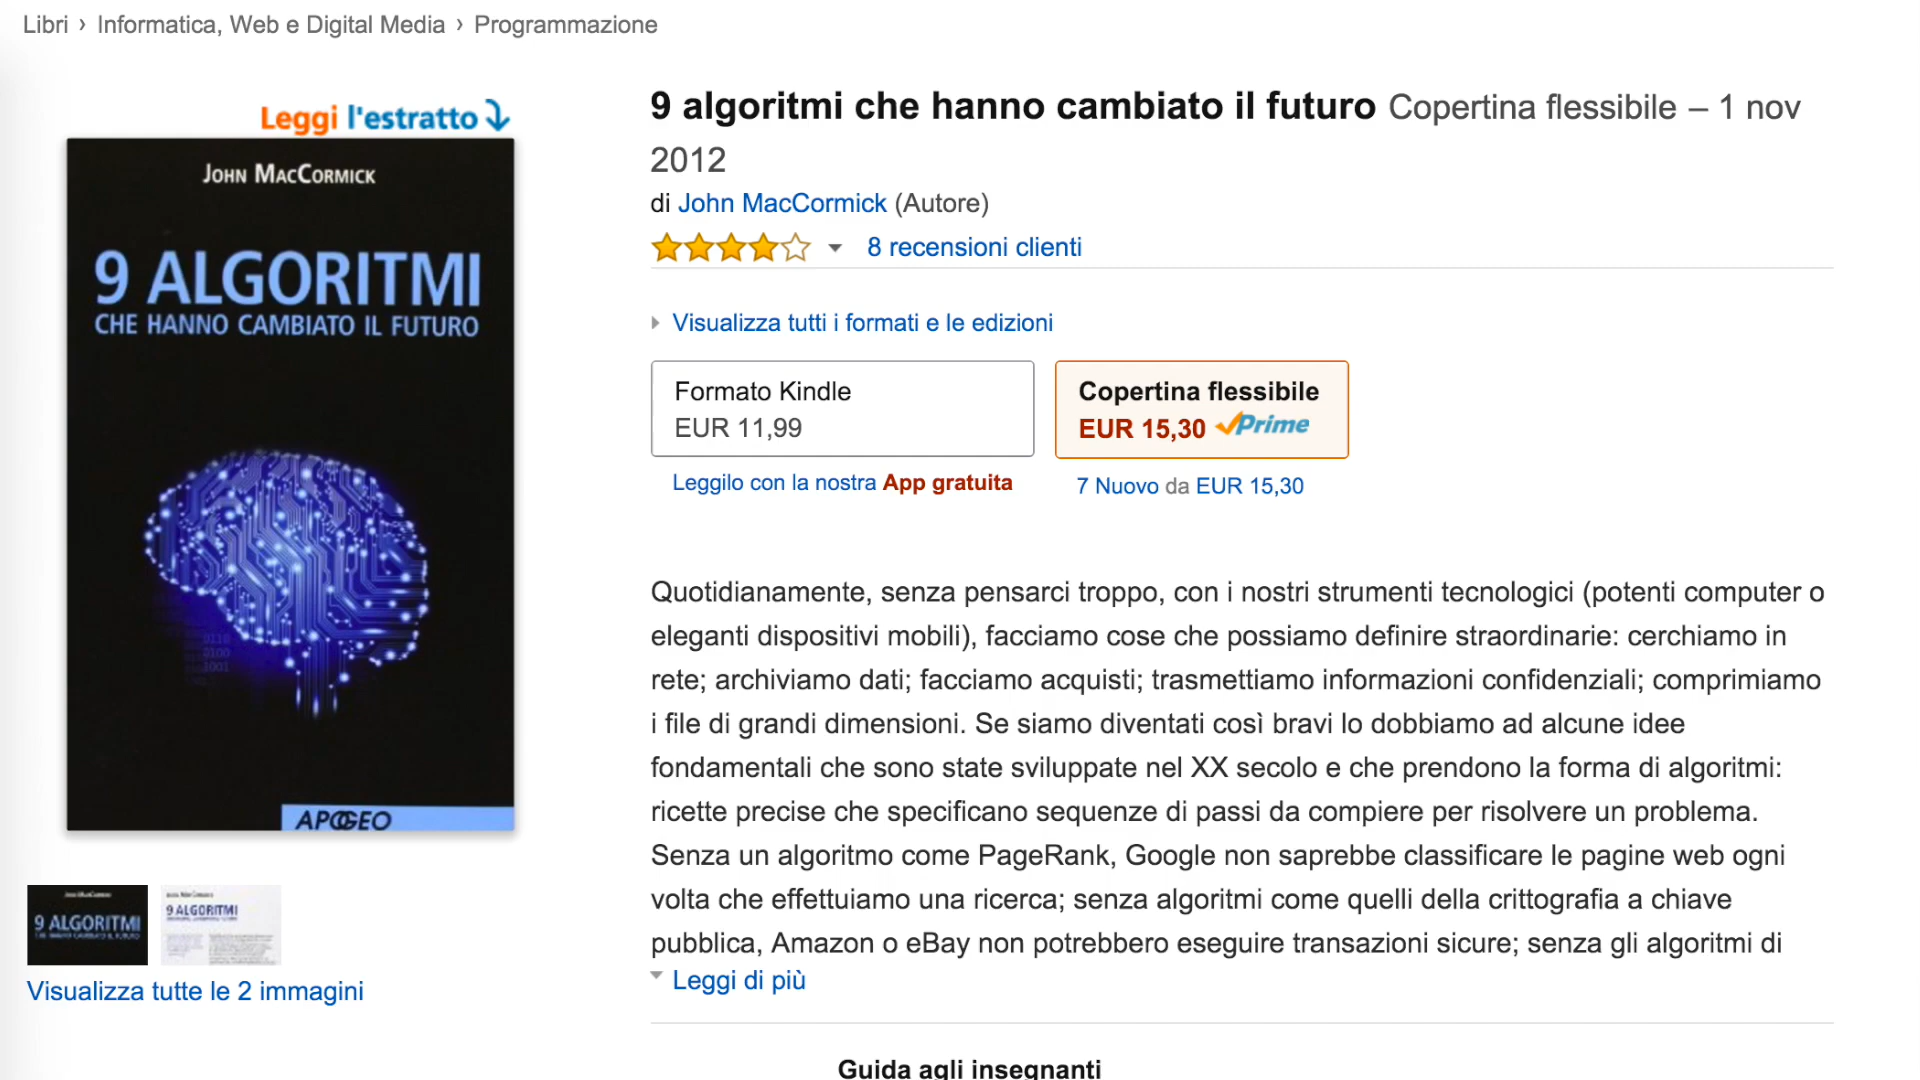 Libri › Informatica, Web e Digital Media › Programmazione
Leggi l'estratto
JOHN MACCORMICK
9 ALGORITMI
CHE HANNO CAMBIATO IL FUTURO
0110
0100
1001
APOGEO
9 ALGORITMI
9 ALGORITMI
Visualizza tutte le 2 immagini
9 algoritmi che hanno cambiato il futuro Copertina flessibile – 1 nov
2012
di John MacCormick (Autore)
8 recensioni clienti
Visualizza tutti i formati e le edizioni
Formato Kindle
EUR 11,99
Leggilo con la nostra App gratuita
Copertina flessibile
EUR 15,30 Prime
7 Nuovo da EUR 15,30
Quotidianamente, senza pensarci troppo, con i nostri strumenti tecnologici (potenti computer o
eleganti dispositivi mobili), facciamo cose che possiamo definire straordinarie: cerchiamo in
rete; archiviamo dati; facciamo acquisti; trasmettiamo informazioni confidenziali; comprimiamo
i file di grandi dimensioni. Se siamo diventati così bravi lo dobbiamo ad alcune idee
fondamentali che sono state sviluppate nel XX secolo e che prendono la forma di algoritmi:
ricette precise che specificano sequenze di passi da compiere per risolvere un problema.
Senza un algoritmo come PageRank, Google non saprebbe classificare le pagine web ogni
volta che effettuiamo una ricerca; senza algoritmi come quelli della crittografia a chiave
pubblica, Amazon o eBay non potrebbero eseguire transazioni sicure; senza gli algoritmi di
Leggi di più
Guida agli insegnanti